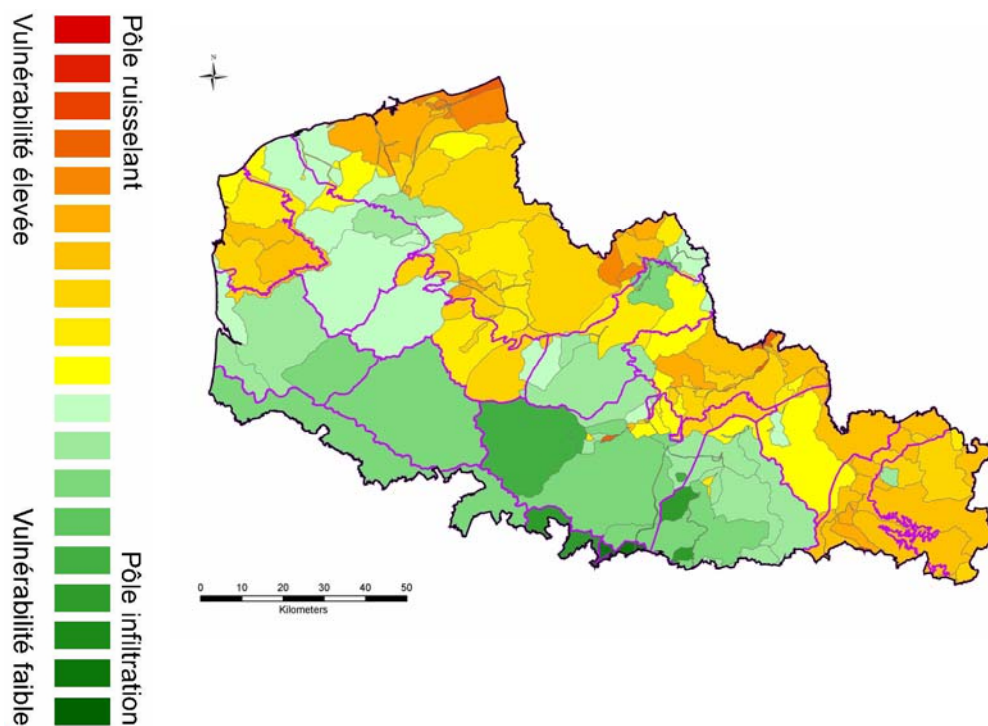 Pôle ruisselant
Vulnérabilité élevée
Pôle infiltration
Vulnérabilité faible
N
0 10 20 30 40 50
Kilometers